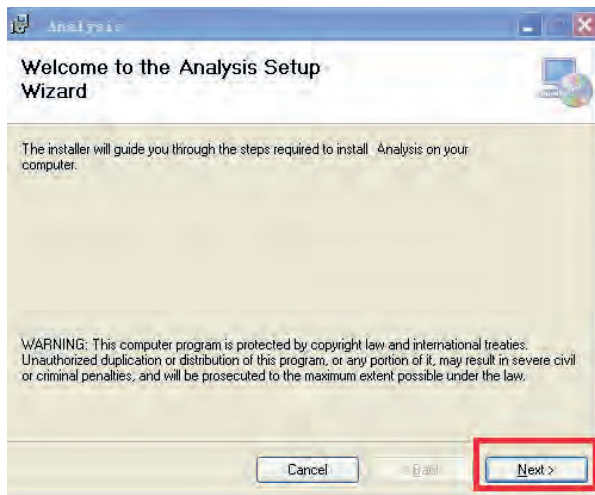 Analysis
Welcome to the Analysis Setup
Wizard
The installer will guide you through the steps required to install Analysis on your
computer.
WARNING: This computer program is protected by copyright law and international treaties.
Unauthorized duplication or distribution of this program, or any portion of it, may result in severe civil
or criminal penalties, and will be prosecuted to the maximum extent possible under the law.
Cancel < Back Next >